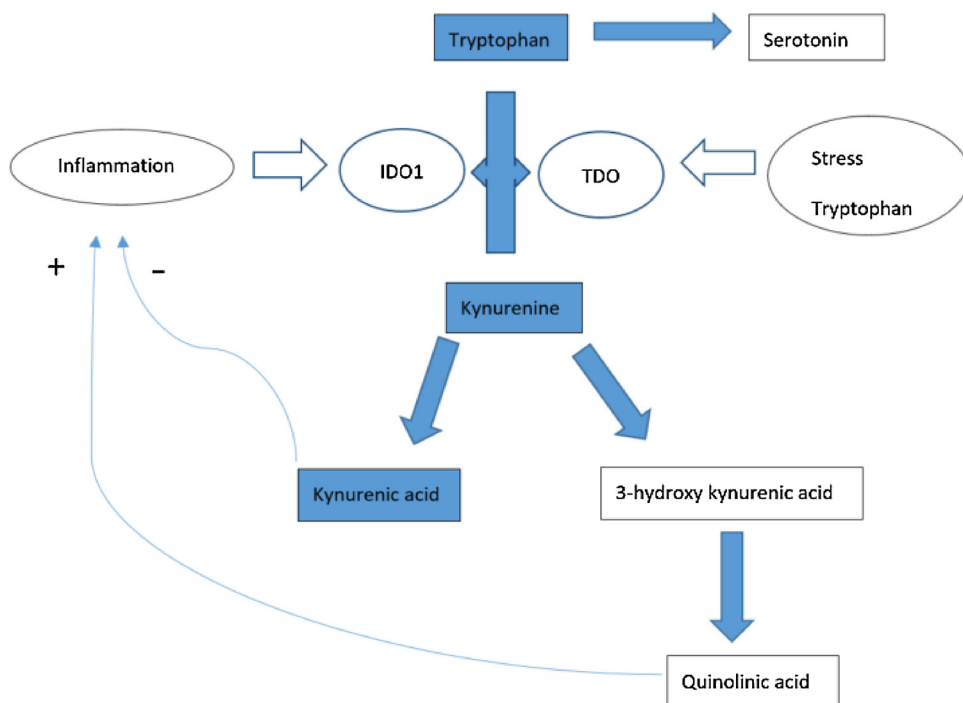 Tryptophan
Serotonin
Inflammation
IDO1
TDO
Stress
Tryptophan
+
-
Kynurenine
Kynurenic acid
3-hydroxy kynurenic acid
Quinolinic acid